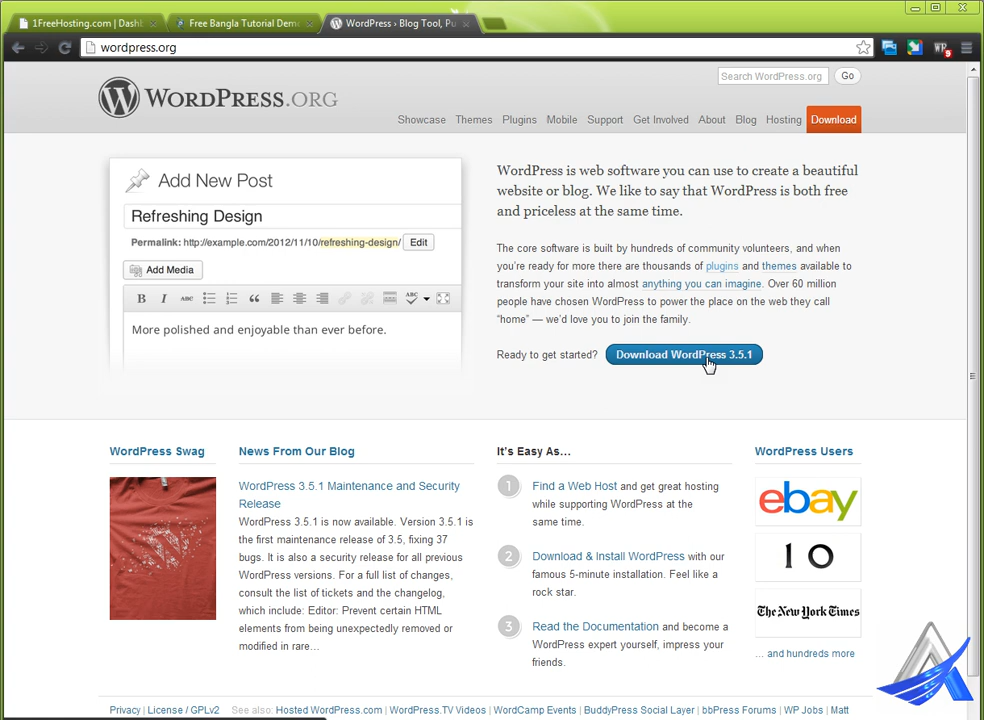 1FreeHosting.com | Dashl
Free Bangla Tutorial Dem
WordPress › Blog Tool, Pu
wordpress.org
WP
9
WORDPRESS.ORG
Search WordPress.org Go
Showcase Themes Plugins Mobile Support Get Involved About Blog Hosting Download
Add New Post
Refreshing Design
Permalink: http://example.com/2012/11/10/refreshing-design/ Edit
Add Media
B I ABC ABC
More polished and enjoyable than ever before.
WordPress is web software you can use to create a beautiful
website or blog. We like to say that WordPress is both free
and priceless at the same time.
The core software is built by hundreds of community volunteers, and when
you're ready for more there are thousands of plugins and themes available to
transform your site into almost anything you can imagine. Over 60 million
people have chosen WordPress to power the place on the web they call
“home” — we'd love you to join the family.
Ready to get started? Download WordPress 3.5.1
WordPress Swag
News From Our Blog
WordPress 3.5.1 Maintenance and Security
Release
WordPress 3.5.1 is now available. Version 3.5.1 is
the first maintenance release of 3.5, fixing 37
bugs. It is also a security release for all previous
WordPress versions. For a full list of changes,
consult the list of tickets and the changelog,
which include: Editor: Prevent certain HTML
elements from being unexpectedly removed or
modified in rare…
It's Easy As…
1 Find a Web Host and get great hosting
while supporting WordPress at the
same time.
2 Download & Install WordPress with our
famous 5-minute installation. Feel like a
rock star.
3 Read the Documentation and become a
WordPress expert yourself, impress your
friends.
WordPress Users
ebay
1 0
The New York Times
… and hundreds more
Privacy | License / GPLv2 See also: Hosted WordPress.com | WordPress.TV Videos | WordCamp Events | BuddyPress Social Layer | bbPress Forums | WP Jobs | Matt